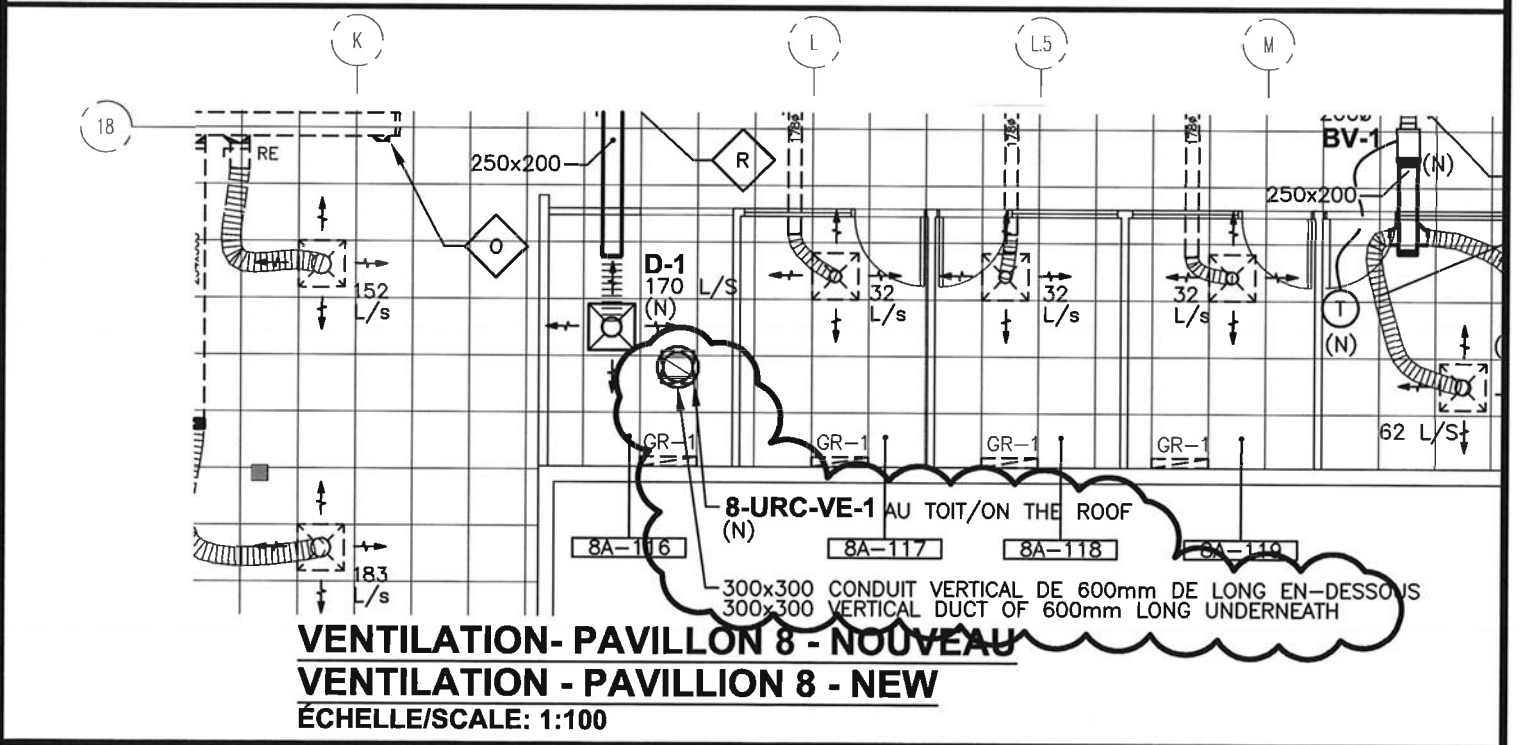 K
L
L.5
M
18
RE
250x200
R
178ø
178ø
178ø
BV-1
(N)
250x200
O
D-1
170 L/S
(N)
152
L/s
32
L/s
32
L/s
32
L/s
T
(N)
62 L/S
GR-1
GR-1
GR-1
GR-1
8-URC-VE-1 AU TOIT/ON THE ROOF
(N)
8A-116
8A-117
8A-118
8A-119
183
L/s
300x300 CONDUIT VERTICAL DE 600mm DE LONG EN-DESSOUS
300x300 VERTICAL DUCT OF 600mm LONG UNDERNEATH
VENTILATION- PAVILLON 8 - NOUVEAU
VENTILATION - PAVILLION 8 - NEW
ÉCHELLE/SCALE: 1:100